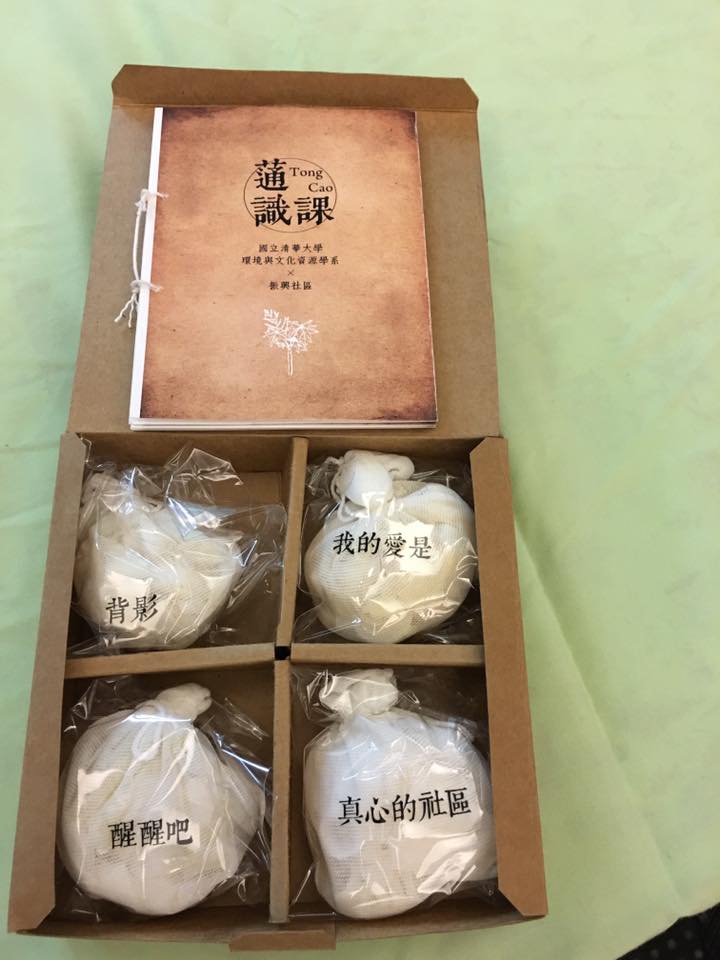 蓪 Tong
Cao
識課
國立清華大學
環境與文化資源學系
×
振興社區
背影
我的愛是
醒醒吧
真心的社區